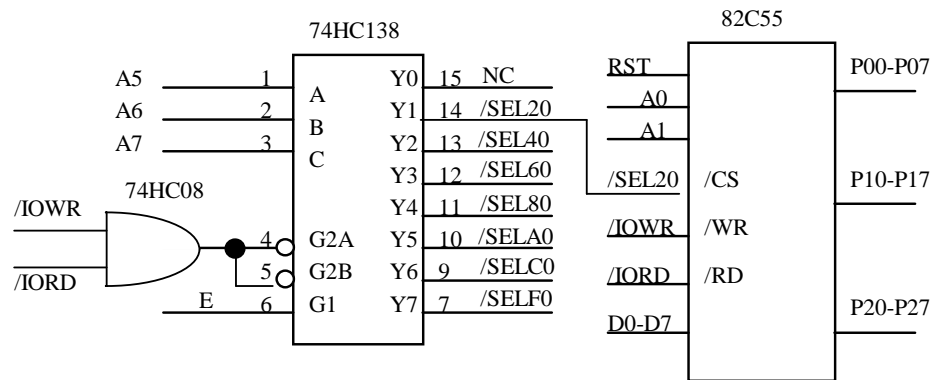 74HC138
82C55
A5 1 A Y0 15 NC
A6 2 B Y1 14 /SEL20
A7 3 C Y2 13 /SEL40
Y3 12 /SEL60
Y4 11 /SEL80
74HC08
/IOWR
/IORD
4 G2A Y5 10 /SELA0
5 G2B Y6 9 /SELC0
E 6 G1 Y7 7 /SELF0
RST P00-P07
A0
A1
/SEL20 /CS P10-P17
/IOWR /WR
/IORD /RD
D0-D7 P20-P27